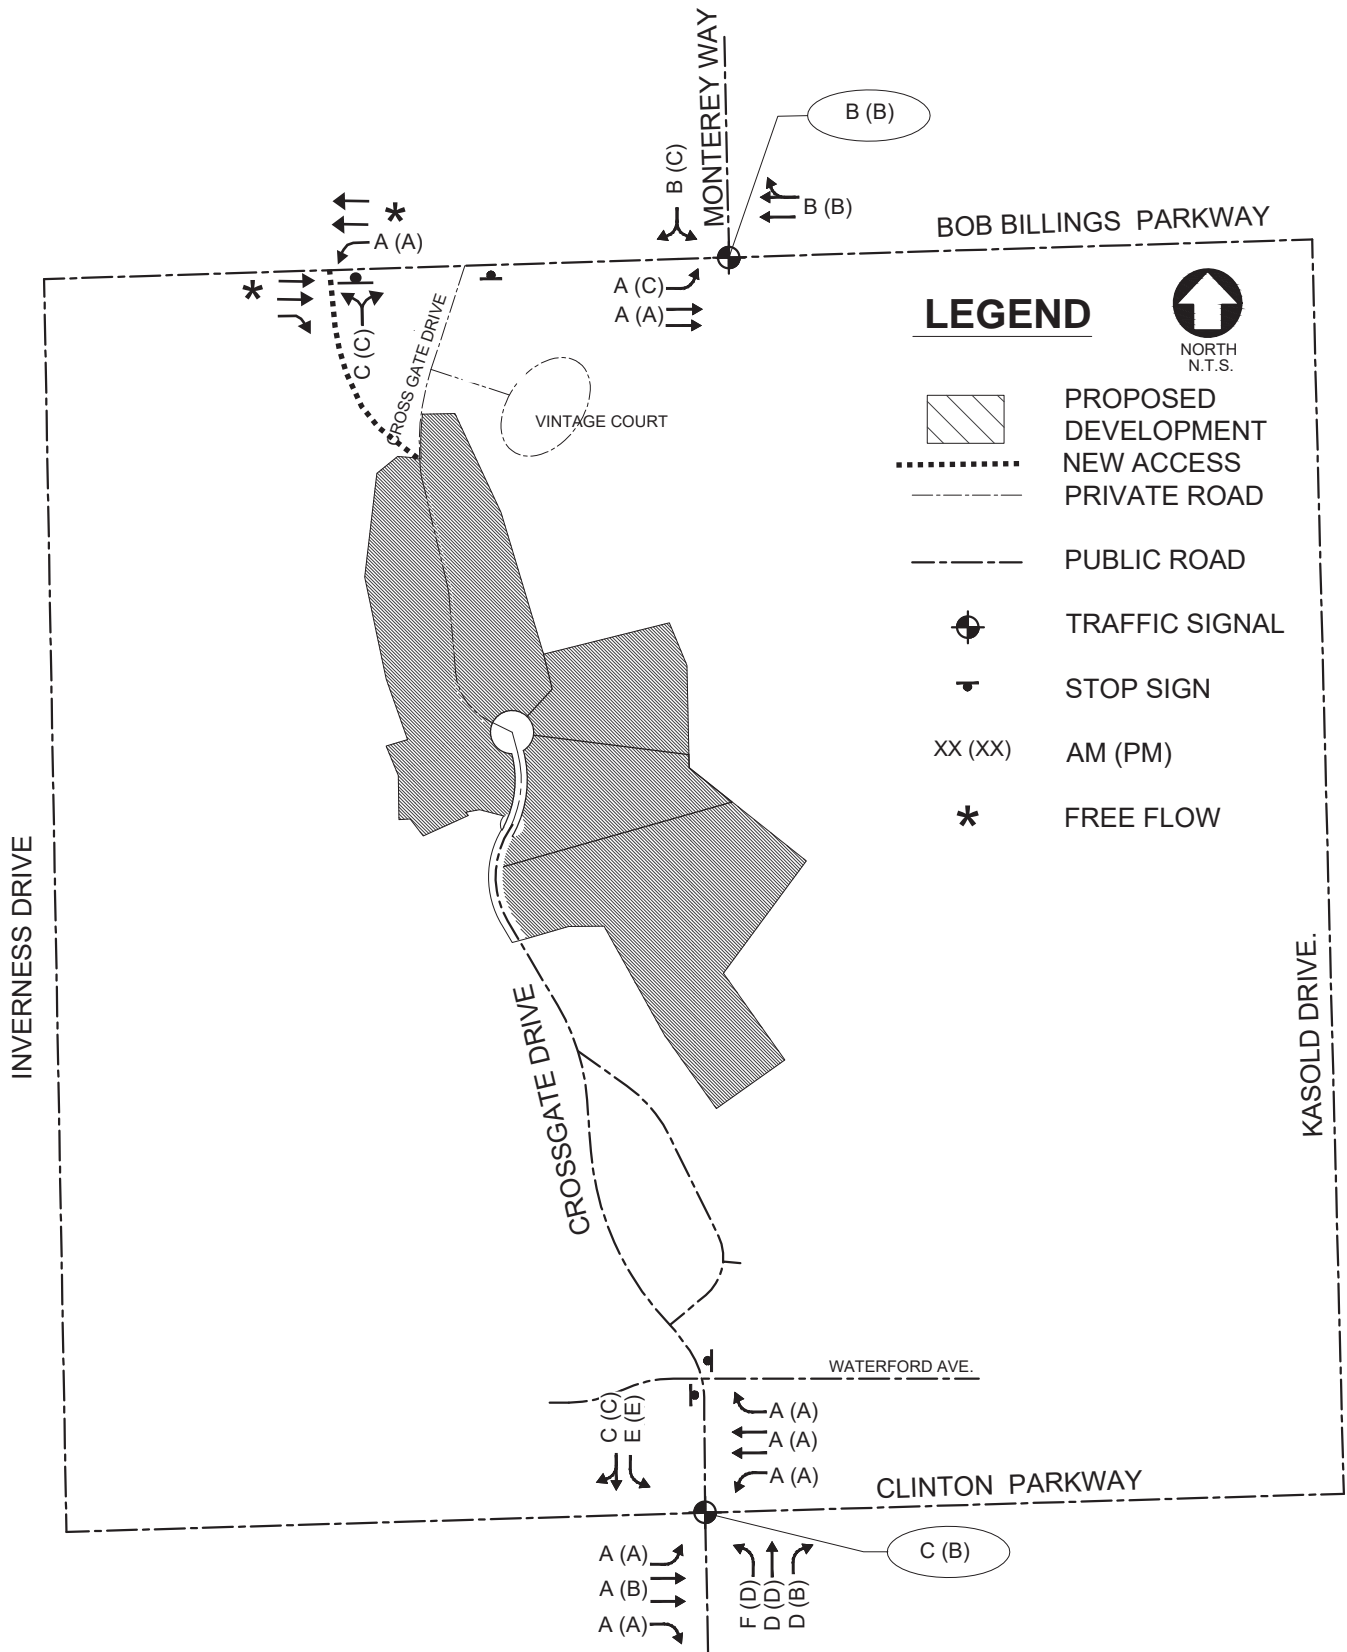 MONTEREY WAY
B (B)
B (C)
B (B)
BOB BILLINGS PARKWAY
*
A (A)
*
C (C)
CROSS GATE DRIVE
A (C)
A (A)
VINTAGE COURT
LEGEND
NORTH
N.T.S.
PROPOSED
DEVELOPMENT
NEW ACCESS
PRIVATE ROAD
PUBLIC ROAD
TRAFFIC SIGNAL
STOP SIGN
XX (XX) AM (PM)
* FREE FLOW
INVERNESS DRIVE
KASOLD DRIVE.
CROSSGATE DRIVE
WATERFORD AVE.
C (C)
E (E)
A (A)
A (A)
A (A)
CLINTON PARKWAY
C (B)
A (A)
A (B)
A (A)
F (D)
D (D)
D (B)